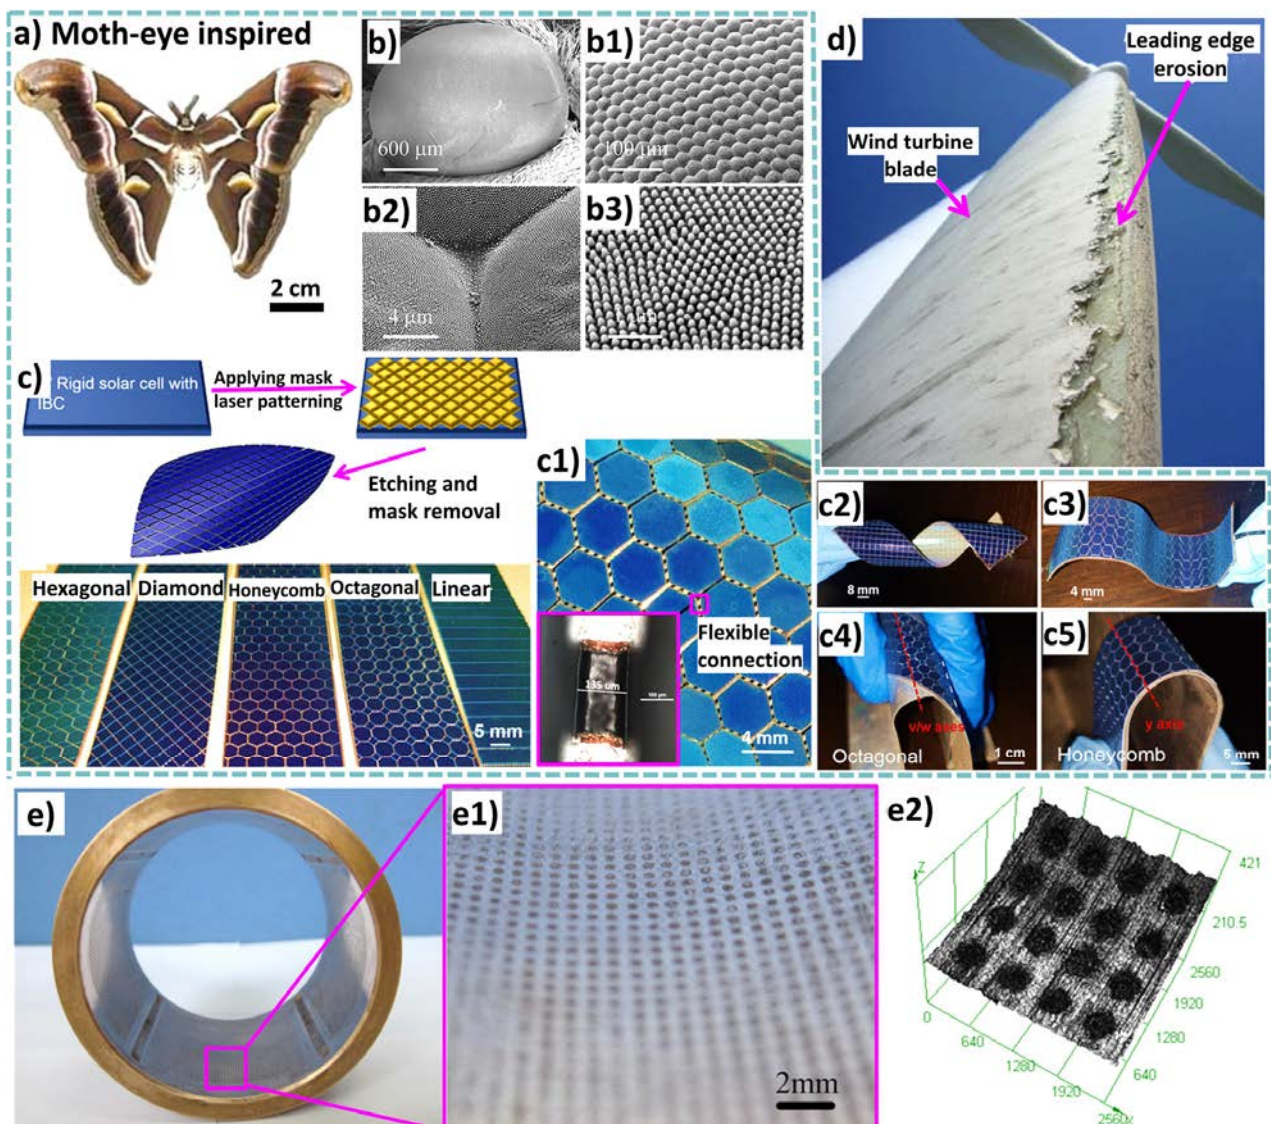 a) Moth-eye inspired
2 cm
b)
600 μm
b1)
100 μm
b2)
4 μm
b3)
d)
Leading edge
erosion
Wind turbine
blade
c)
Rigid solar cell with
IBC
Applying mask
laser patterning
Etching and
mask removal
Hexagonal
Diamond
Honeycomb
Octagonal
Linear
5 mm
c1)
Flexible
connection
135 um
4 mm
c2)
8 mm
c3)
4 mm
c4)
v/w axes
Octagonal
1 cm
c5)
y axis
Honeycomb
5 mm
e)
e1)
2mm
e2)
Z
421
210.5
2560
1920
1280
640
0
640
1280
1920
2560